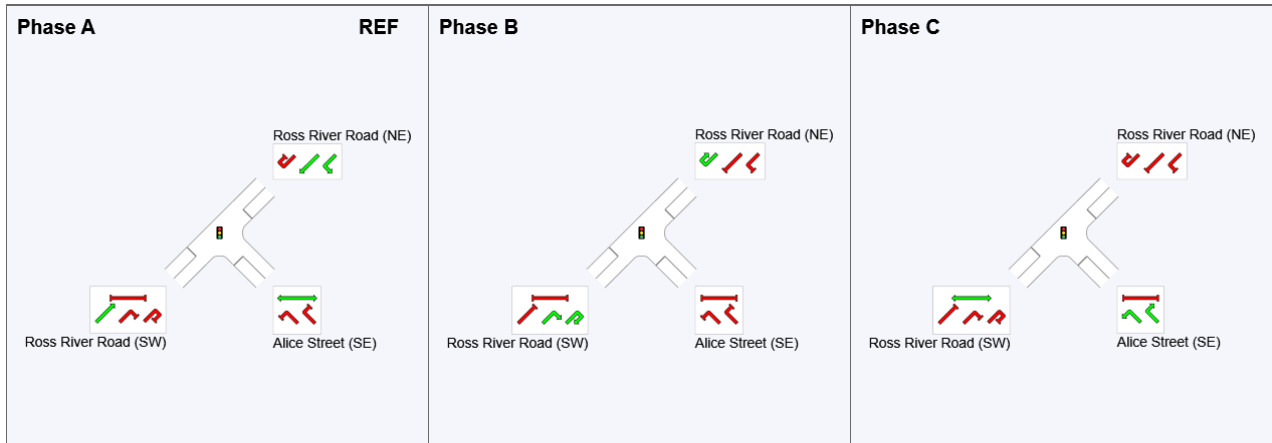 Phase A REF
Ross River Road (NE)
Ross River Road (SW)
Alice Street (SE)
Phase B
Ross River Road (NE)
Ross River Road (SW)
Alice Street (SE)
Phase C
Ross River Road (NE)
Ross River Road (SW)
Alice Street (SE)